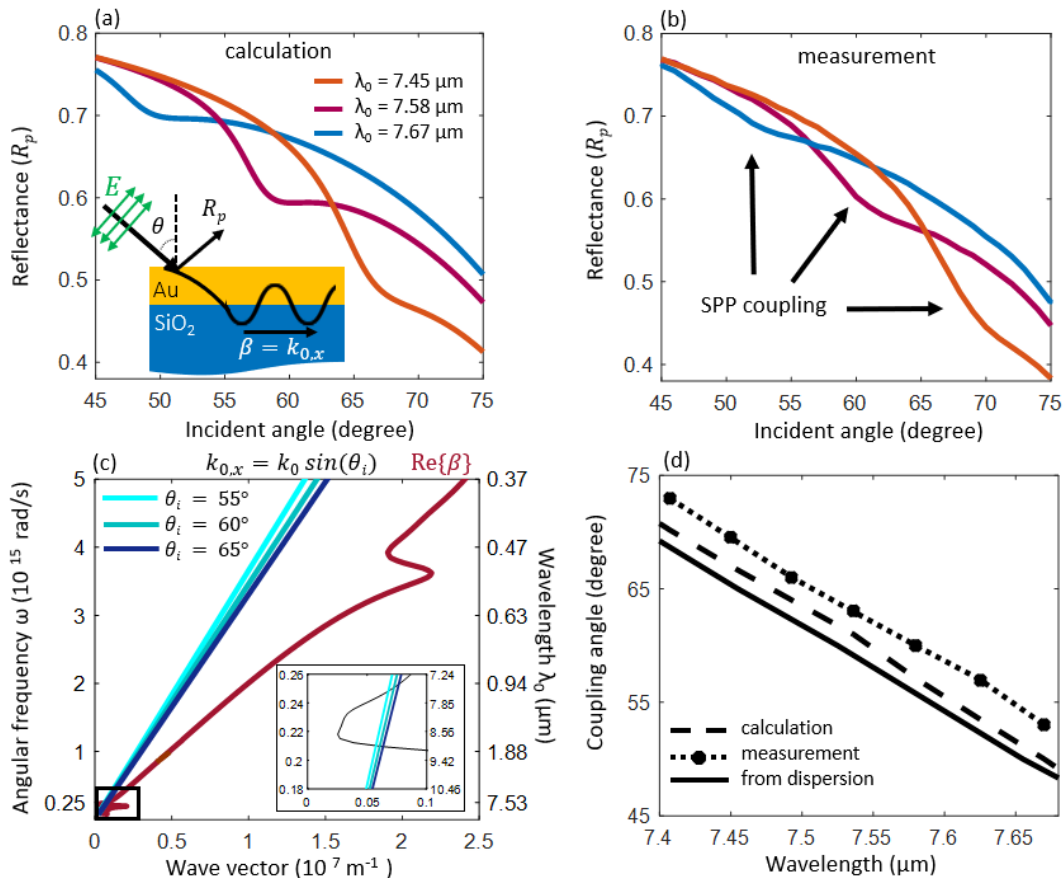 (a)
calculation
λ₀ = 7.45 µm
λ₀ = 7.58 µm
λ₀ = 7.67 µm
E
θ
R_p
Au
SiO₂
β = k₀,ₓ
Reflectance (R_p)
0.8
0.7
0.6
0.5
0.4
45 50 55 60 65 70 75
Incident angle (degree)
(b)
measurement
SPP coupling
Reflectance (R_p)
0.8
0.7
0.6
0.5
0.4
45 50 55 60 65 70 75
Incident angle (degree)
(c)
k₀,ₓ = k₀ sin(θᵢ)
Re{β}
θᵢ = 55°
θᵢ = 60°
θᵢ = 65°
Angular frequency ω (10 ¹⁵ rad/s)
5
4
3
2
1
0.25
0 0.5 1 1.5 2 2.5
Wave vector (10 ⁷ m⁻¹)
0.37
0.47
0.63
0.94
1.88
7.53
Wavelength λ₀ (µm)
0.26
0.24
0.22
0.2
0.18
0 0.05 0.1
7.24
7.85
8.56
9.42
10.46
(d)
Coupling angle (degree)
75
65
55
45
calculation
measurement
from dispersion
7.4 7.45 7.5 7.55 7.6 7.65
Wavelength (µm)